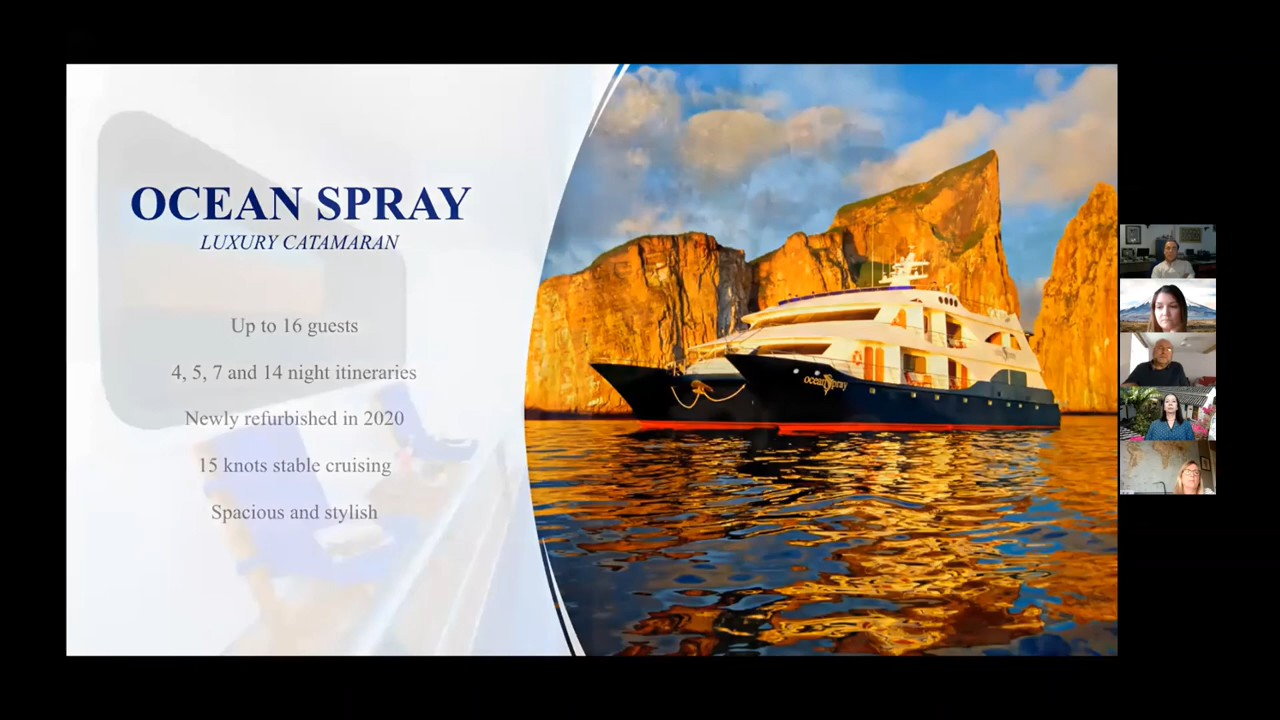 OCEAN SPRAY
LUXURY CATAMARAN
Up to 16 guests
4, 5, 7 and 14 night itineraries
Newly refurbished in 2020
15 knots stable cruising
Spacious and stylish
ocean Spray